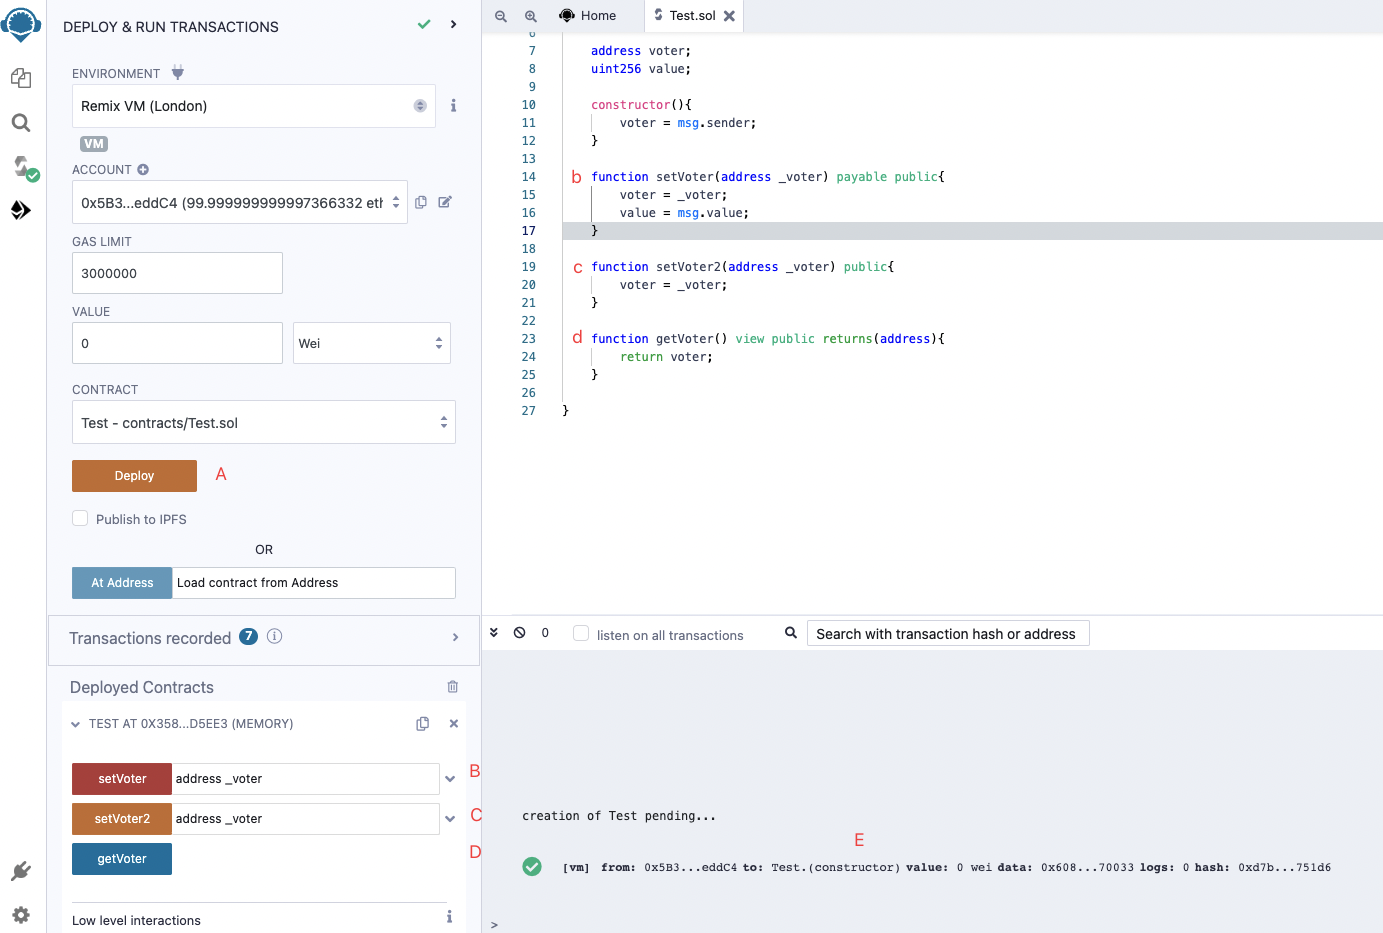 DEPLOY & RUN TRANSACTIONS
ENVIRONMENT
Remix VM (London)
VM
ACCOUNT
0x5B3...eddC4 (99.999999999997366332 eth
GAS LIMIT
3000000
VALUE
0
Wei
CONTRACT
Test - contracts/Test.sol
Deploy
A
Publish to IPFS
OR
At Address
Load contract from Address
Transactions recorded 7
Deployed Contracts
TEST AT 0X358...D5EE3 (MEMORY)
setVoter
address _voter
B
setVoter2
address _voter
C
getVoter
D
Low level interactions
Home
Test.sol
6
7 address voter;
8 uint256 value;
9
10 constructor(){
11 voter = msg.sender;
12 }
13
14 b function setVoter(address _voter) payable public{
15 voter = _voter;
16 value = msg.value;
17 }
18
19 c function setVoter2(address _voter) public{
20 voter = _voter;
21 }
22
23 d function getVoter() view public returns(address){
24 return voter;
25 }
26
27 }
0
listen on all transactions
Search with transaction hash or address
creation of Test pending...
E
[vm] from: 0x5B3...eddC4 to: Test.(constructor) value: 0 wei data: 0x608...70033 logs: 0 hash: 0xd7b...751d6
>